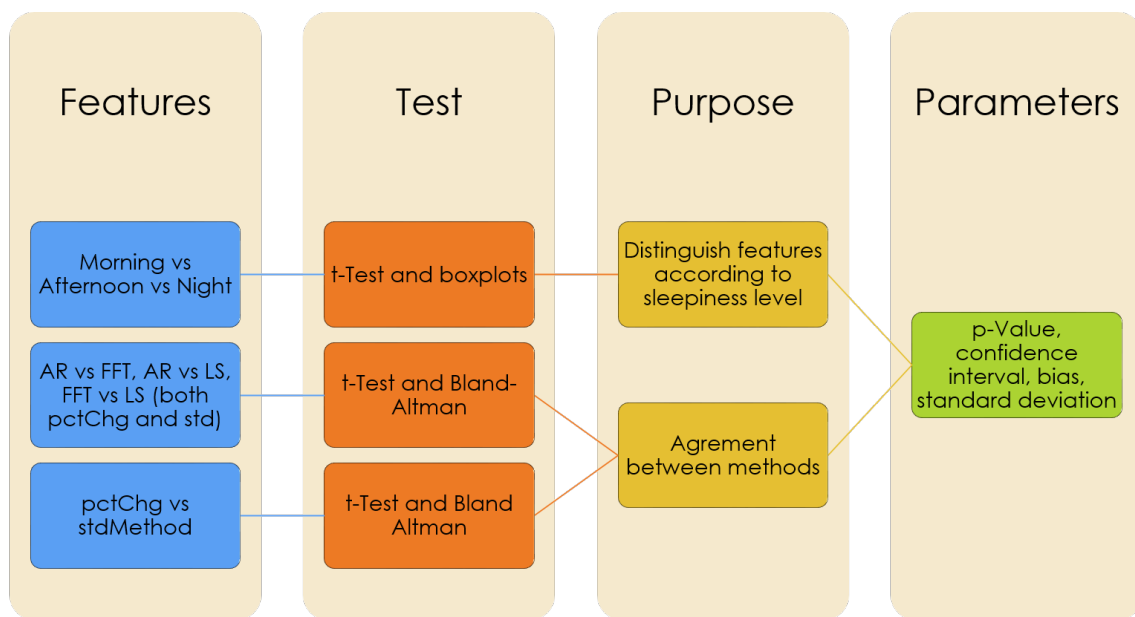 Features
Test
Purpose
Parameters
Morning vs
Afternoon vs Night
t-Test and boxplots
Distinguish features
according to
sleepiness level
AR vs FFT, AR vs LS,
FFT vs LS (both
pctChg and std)
t-Test and Bland-
Altman
pctChg vs
stdMethod
t-Test and Bland
Altman
Agrement
between methods
p-Value,
confidence
interval, bias,
standard deviation